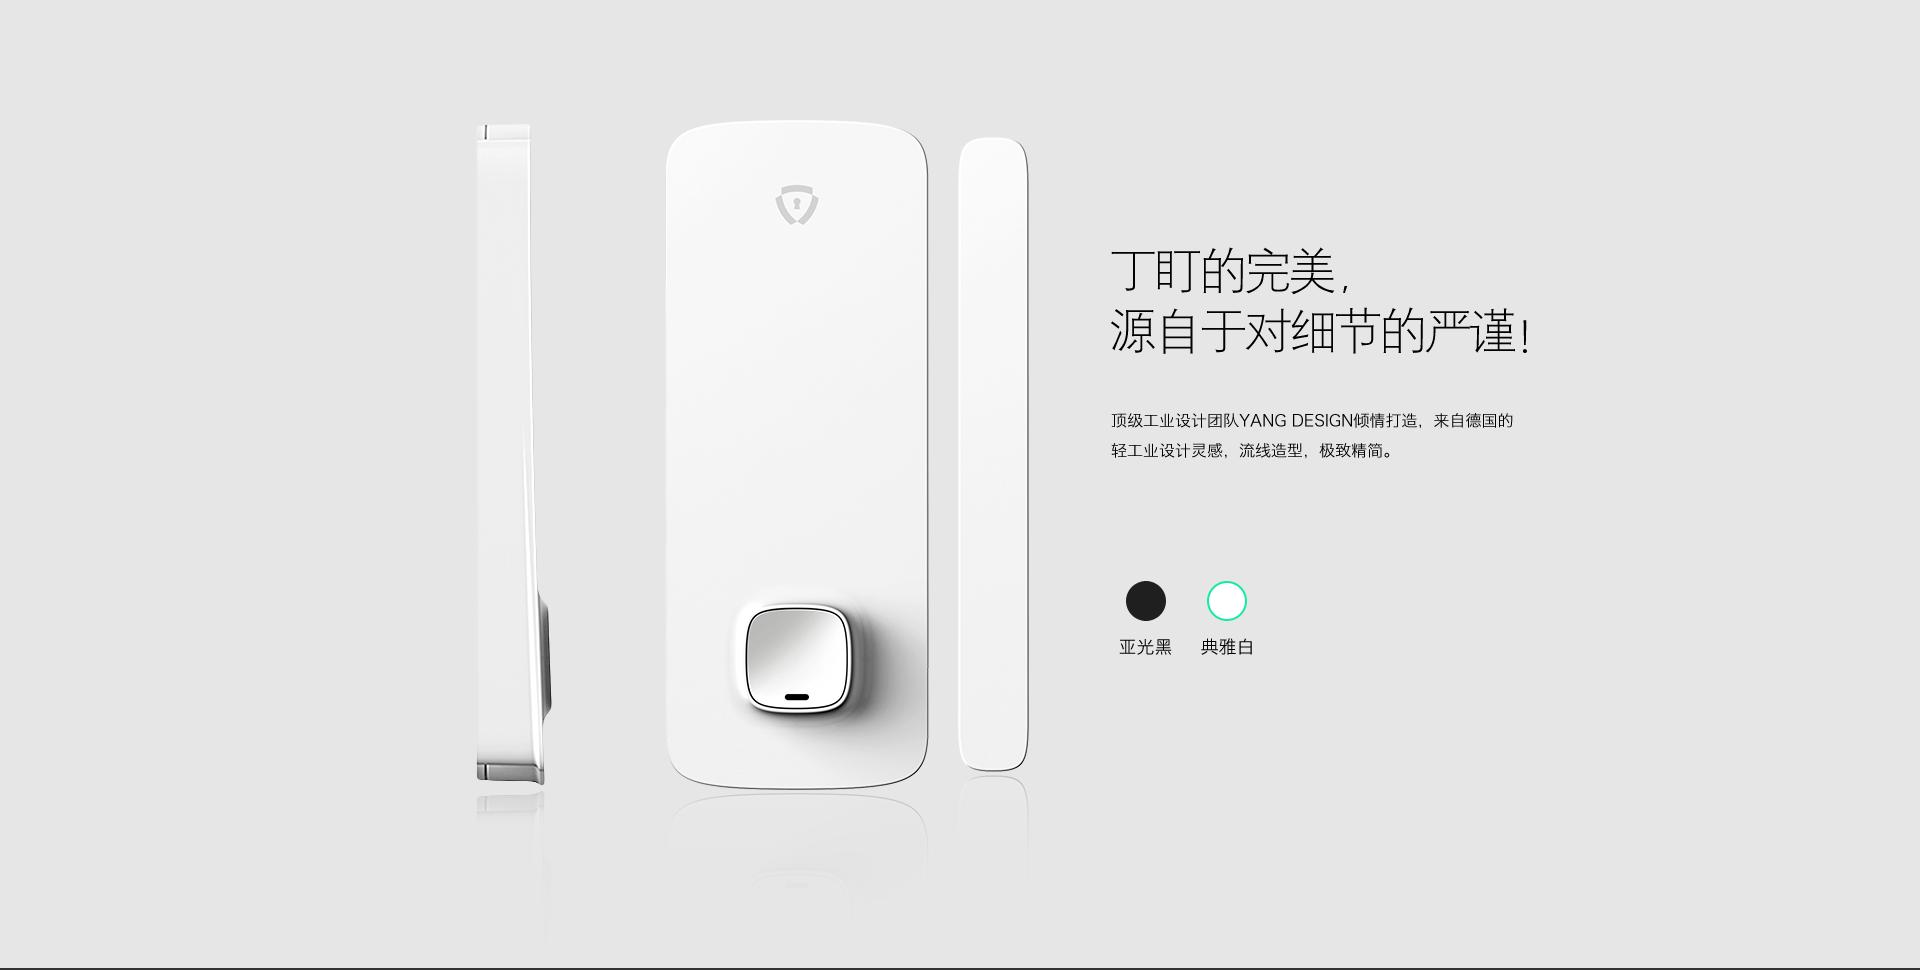 丁盯的完美，
源自于对细节的严谨！
顶级工业设计团队YANG DESIGN倾情打造，来自德国的
轻工业设计灵感，流线造型，极致精简。
亚光黑 典雅白